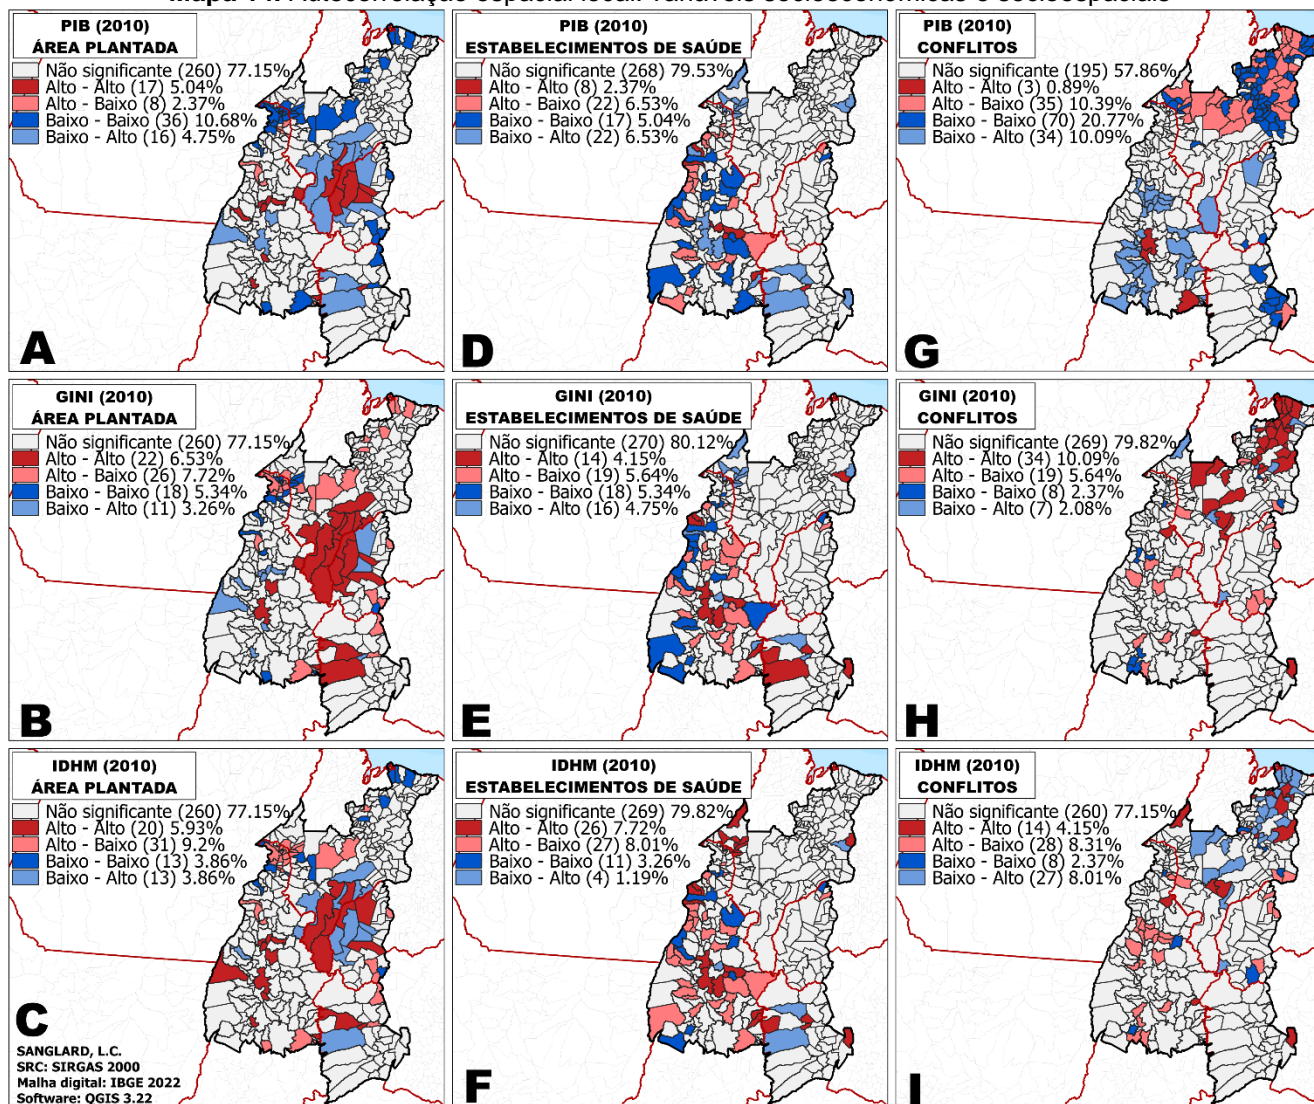 Mapa 14. Autocorrelação espacial local: variáveis socioeconômicas e socioespaciais
PIB (2010)
ÁREA PLANTADA
Não significante (260) 77.15%
Alto - Alto (17) 5.04%
Alto - Baixo (8) 2.37%
Baixo - Baixo (36) 10.68%
Baixo - Alto (16) 4.75%
A
PIB (2010)
ESTABELECIMENTOS DE SAÚDE
Não significante (268) 79.53%
Alto - Alto (8) 2.37%
Alto - Baixo (22) 6.53%
Baixo - Baixo (17) 5.04%
Baixo - Alto (22) 6.53%
D
PIB (2010)
CONFLITOS
Não significante (195) 57.86%
Alto - Alto (3) 0.89%
Alto - Baixo (35) 10.39%
Baixo - Baixo (70) 20.77%
Baixo - Alto (34) 10.09%
G
GINI (2010)
ÁREA PLANTADA
Não significante (260) 77.15%
Alto - Alto (22) 6.53%
Alto - Baixo (26) 7.72%
Baixo - Baixo (18) 5.34%
Baixo - Alto (11) 3.26%
B
GINI (2010)
ESTABELECIMENTOS DE SAÚDE
Não significante (270) 80.12%
Alto - Alto (14) 4.15%
Alto - Baixo (19) 5.64%
Baixo - Baixo (18) 5.34%
Baixo - Alto (16) 4.75%
E
GINI (2010)
CONFLITOS
Não significante (269) 79.82%
Alto - Alto (34) 10.09%
Alto - Baixo (19) 5.64%
Baixo - Baixo (8) 2.37%
Baixo - Alto (7) 2.08%
H
IDHM (2010)
ÁREA PLANTADA
Não significante (260) 77.15%
Alto - Alto (20) 5.93%
Alto - Baixo (31) 9.2%
Baixo - Baixo (13) 3.86%
Baixo - Alto (13) 3.86%
C
SANGLARD, L.C.
SRC: SIRGAS 2000
Malha digital: IBGE 2022
Software: QGIS 3.22
IDHM (2010)
ESTABELECIMENTOS DE SAÚDE
Não significante (269) 79.82%
Alto - Alto (26) 7.72%
Alto - Baixo (27) 8.01%
Baixo - Baixo (11) 3.26%
Baixo - Alto (4) 1.19%
F
IDHM (2010)
CONFLITOS
Não significante (260) 77.15%
Alto - Alto (14) 4.15%
Alto - Baixo (28) 8.31%
Baixo - Baixo (8) 2.37%
Baixo - Alto (27) 8.01%
I